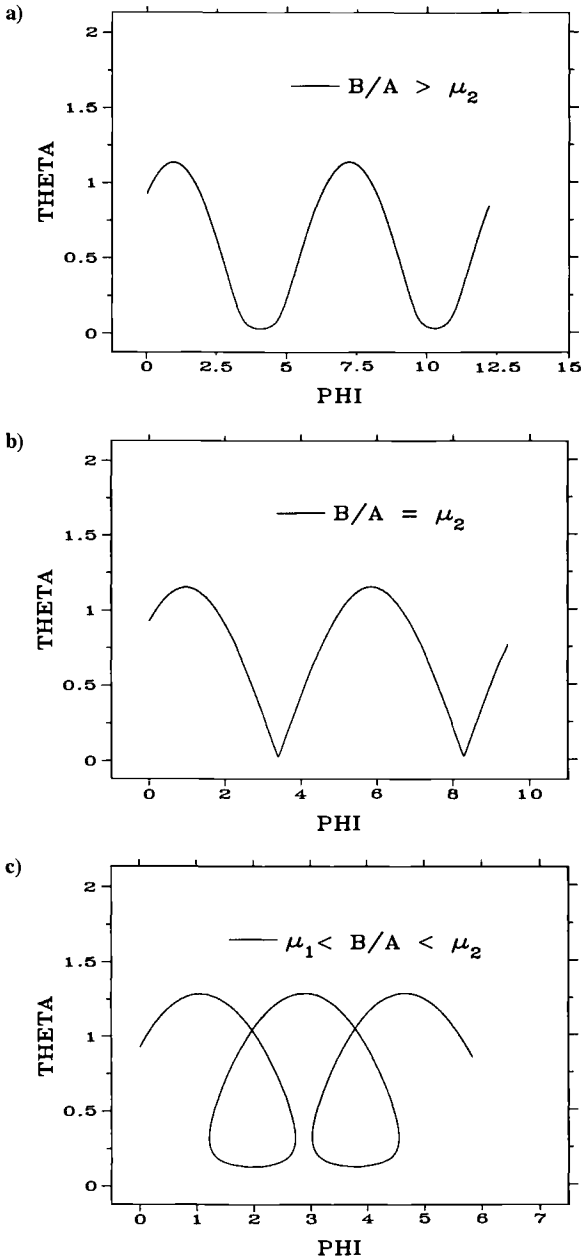 a)
2
1.5
1
0.5
0
THETA
B/A > μ₂
0 2.5 5 7.5 10 12.5 15
PHI
b)
2
1.5
1
0.5
0
THETA
B/A = μ₂
0 2 4 6 8 10
PHI
c)
2
1.5
1
0.5
0
THETA
μ₁< B/A < μ₂
0 1 2 3 4 5 6 7
PHI